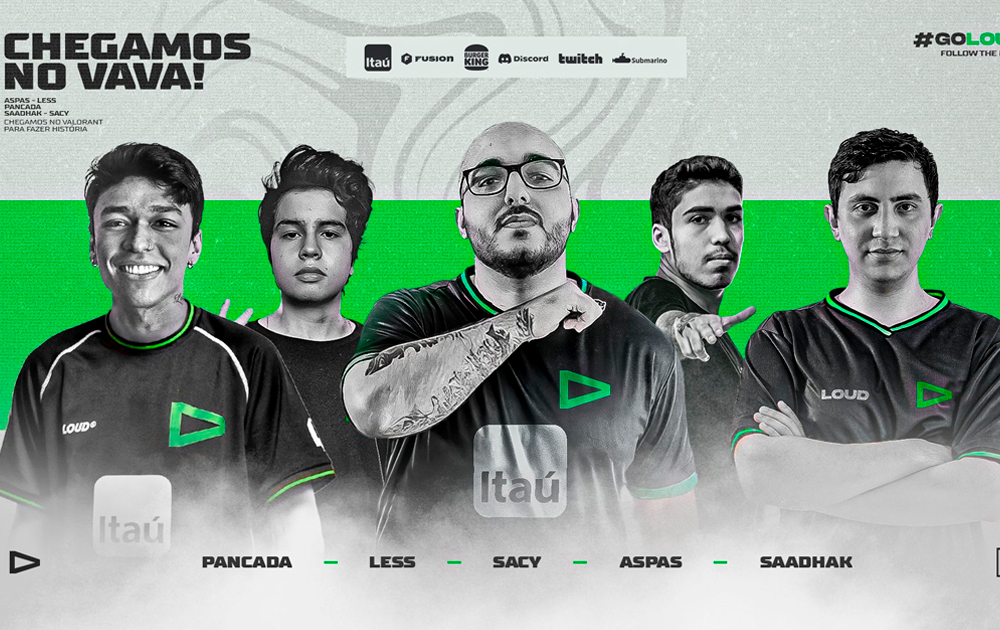 CHEGAMOS
NO VAVA!
ASPAS - LESS
PANCADA
SAADHAK - SACY
CHEGAMOS NO VALORANT
PARA FAZER HISTÓRIA
Itaú FUSION BURGER KING Discord twitch Submarino
#GOLOU
FOLLOW THE
LOUD
Itaú
Itaú
LOUD
PANCADA – LESS – SACY – ASPAS – SAADHAK